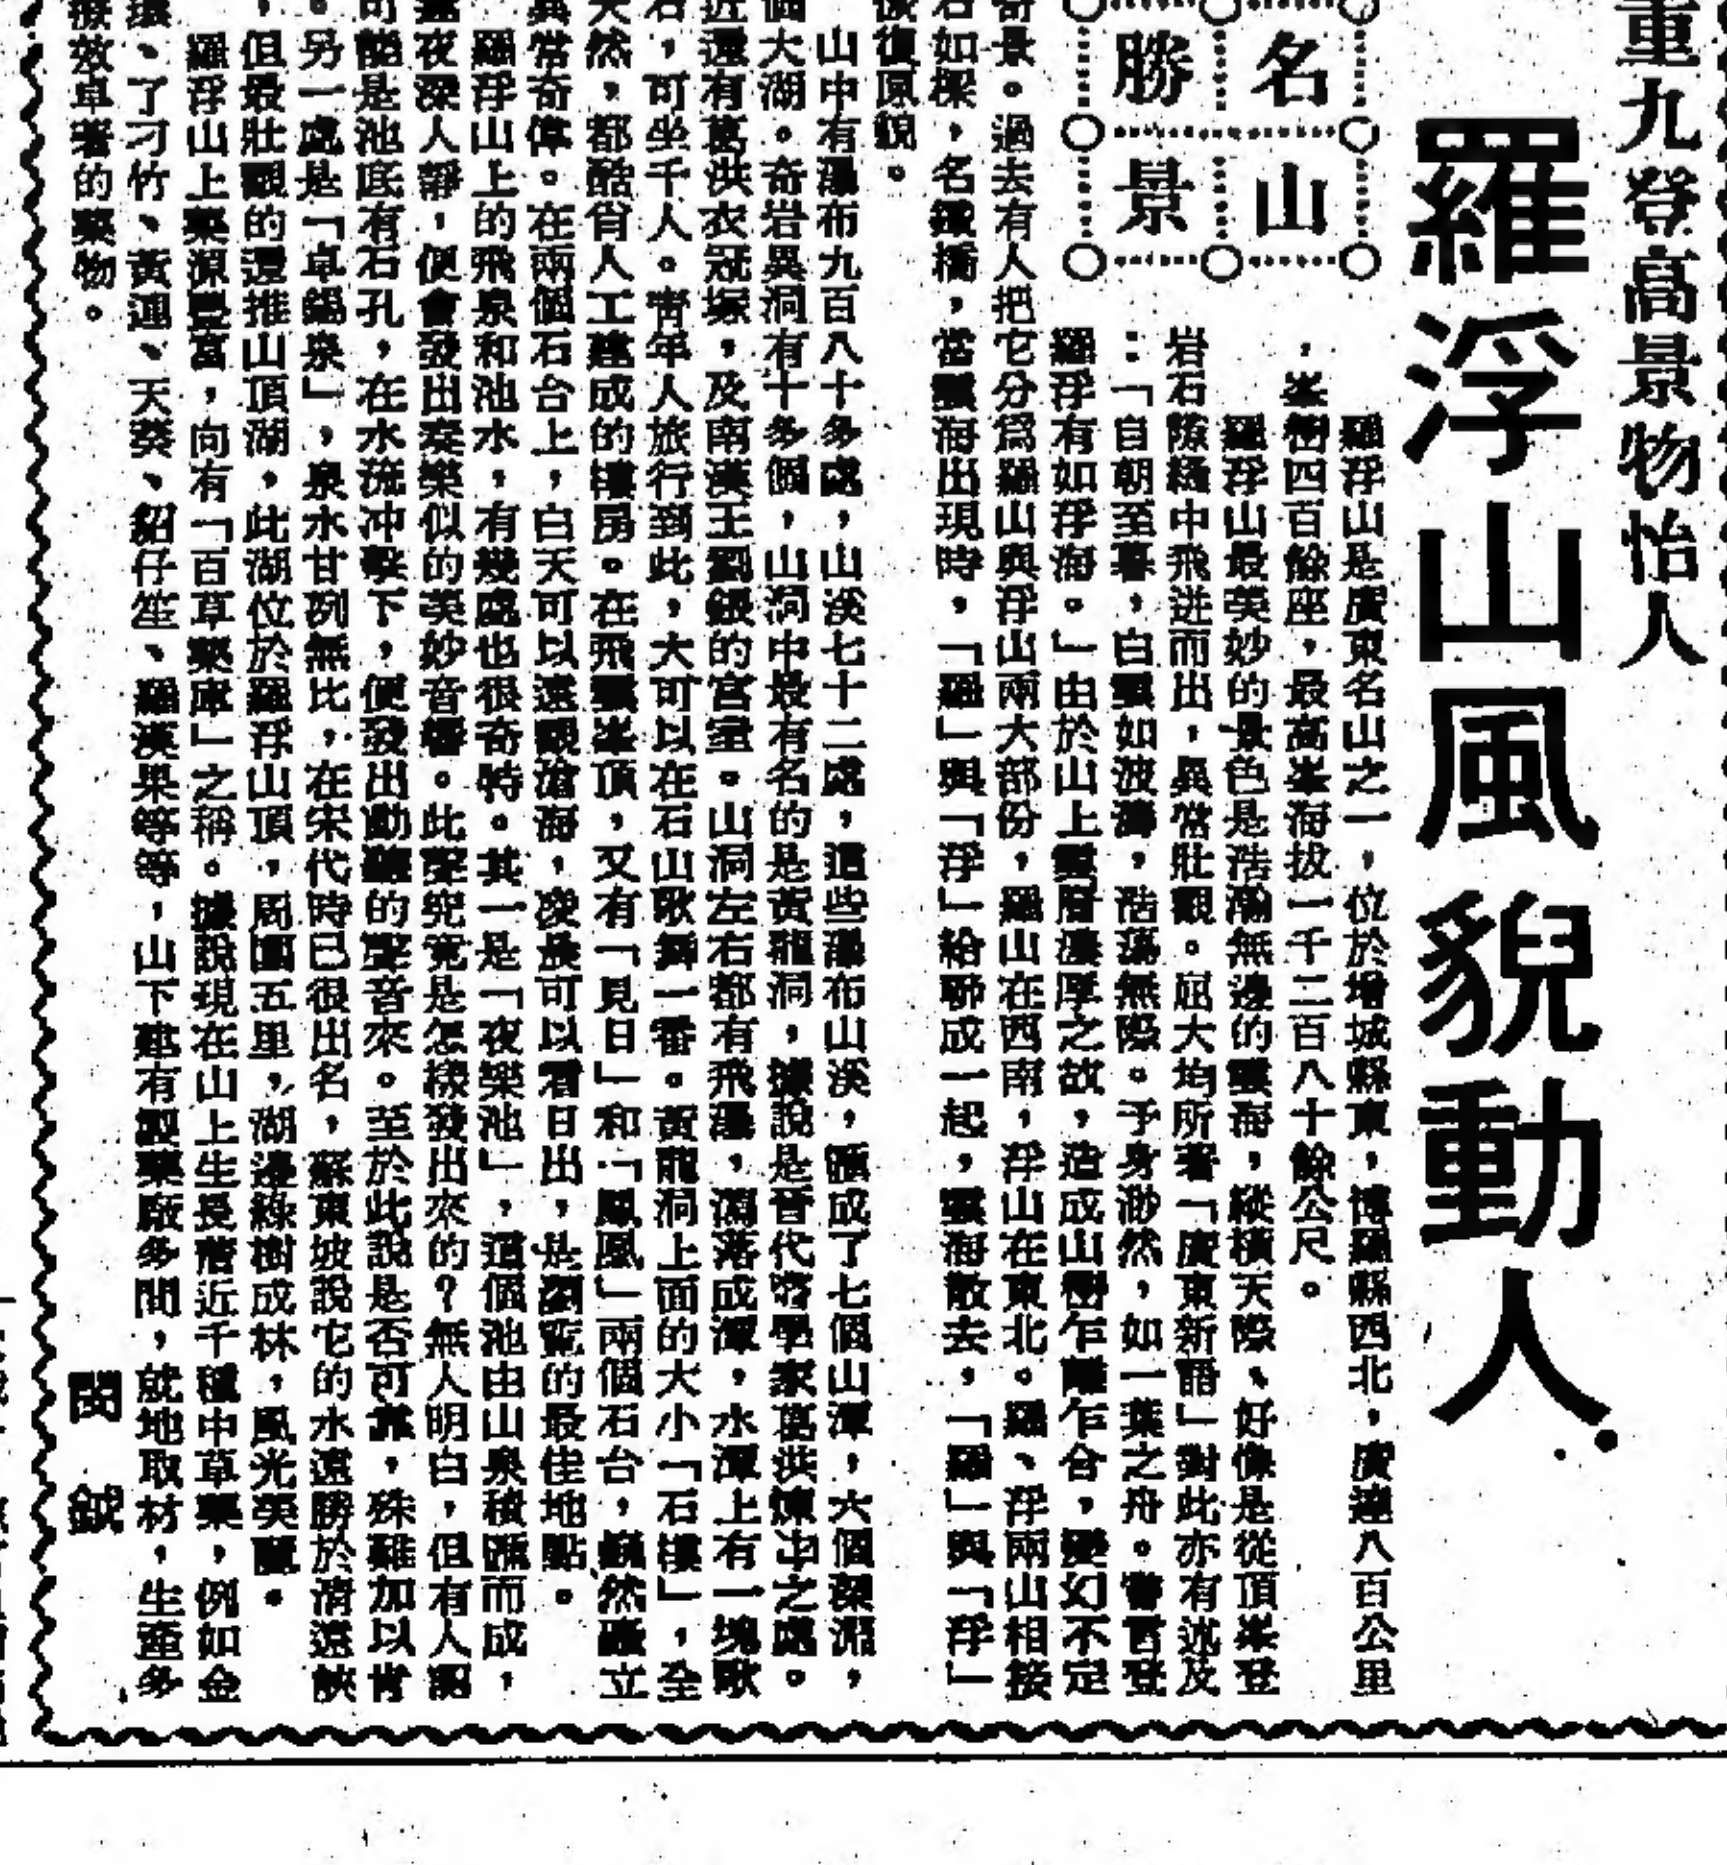 重九登高景物怡人
羅浮山風貌動人
名山
勝景
羅浮山是廣東名山之一，位於增城縣東，博羅縣西北，廣達八百公里
，峯巒四百餘座，最高峯海拔一千二百八十餘公尺。
羅浮山最美妙的景色是浩瀚無邊的雲海，縱橫天際、好像是從頂峯登
岩石隙縫中飛迸而出，異常壯觀。屈大均所著「廣東新語」對此亦有述及
：「自朝至暮，白雲如波濤，浩蕩無際。予身渺然，如一葉之舟。嘗言登
羅浮有如浮海。」由於山上雲層濃厚之故，造成山巒乍離乍合，變幻不定
奇景。過去有人把它分爲羅山與浮山兩大部份，羅山在西南，浮山在東北。羅、浮兩山相接
石如樑，名鐵橋，當雲海出現時，「羅」與「浮」給聯成一起，雲海散去，「羅」與「浮」
復原貌。
山中有瀑布九百八十多處，山溪七十二處，這些瀑布山溪，匯成了七個山潭，六個深淵，
個大湖。奇岩異洞有十多個，山洞中最有名的是黃龍洞，據說是晉代哲學家葛洪煉丹之處。
近還有葛洪衣冠塚，及南漢王劉鋹的宮室。山洞左右都有飛瀑，瀉落成潭，水潭上有一塊歌
石，可坐千人。青年人旅行到此，大可以在石山歌舞一番。黃龍洞上面的大小「石樓」，全
天然，都酷肖人工建成的樓房。在飛雲峯頂，又有「見日」和「鳳凰」兩個石台，巍然矗立
異常奇偉。在兩個石台上，白天可以遠觀滄海，凌晨可以看日出，是瀏覽的最佳地點。
羅浮山上的飛泉和池水，有幾處也很奇特。其一是「夜樂池」，這個池由山泉積匯而成，
夜深人靜，便會發出奏樂似的美妙音響。此聲究竟是怎樣發出來的？無人明白，但有人認
可能是池底有石孔，在水流冲擊下，便發出動聽的聲音來。至於此說是否可靠，殊難加以肯
。另一處是「卓錫泉」，泉水甘冽無比，在宋代時已很出名，蘇東坡說它的水遠勝於清遠峽
，但最壯觀的還推山頂湖，此湖位於羅浮山頂，周圍五里，湖邊綠樹成林，風光美麗。
羅浮山上藥源豐富，向有「百草藥庫」之稱。據說現在山上生長着近千種中草藥，例如金
、了刁竹、黃連、天葵、紹仔笙、羅漢果等等，山下建有製藥廠多間，就地取材，生產多
效卓著的藥物。
閔 鉞